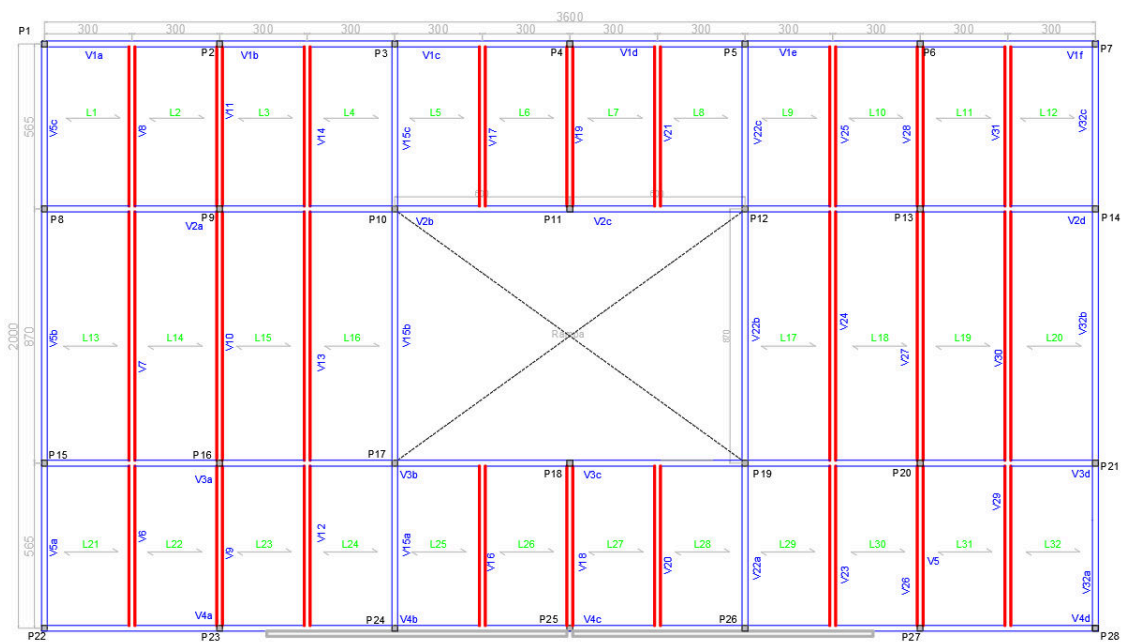 3600
300 300 300 300 300 300 300 300 300 300 300 300
P1 P2 P3 P4 P5 P6 P7
V1a V1b V1c V1d V1e V1f
565
V5c L1 V8 L2 V11 L3 V14 L4 V15c L5 V17 L6 V19 L7 V21 L8 V22c L9 V25 L10 V28 L11 V31 L12 V32c
P8 P9 P10 P11 P12 P13 P14
V2a V2b V2c V2d
2000
870
V5b L13 V7 L14 V10 L15 V13 L16 V15b 870 V22b L17 V24 L18 V27 L19 V30 L20 V32b
P15 P16 P17 P18 P19 P20 P21
V3a V3b V3c V3d
565
V5a L21 V6 L22 V9 L23 V12 L24 V15a L25 V16 L26 V18 L27 V20 L28 V22a L29 V23 L30 V26 V5 L31 V29 L32 V32a
V4a V4b V4c V4d
P22 P23 P24 P25 P26 P27 P28